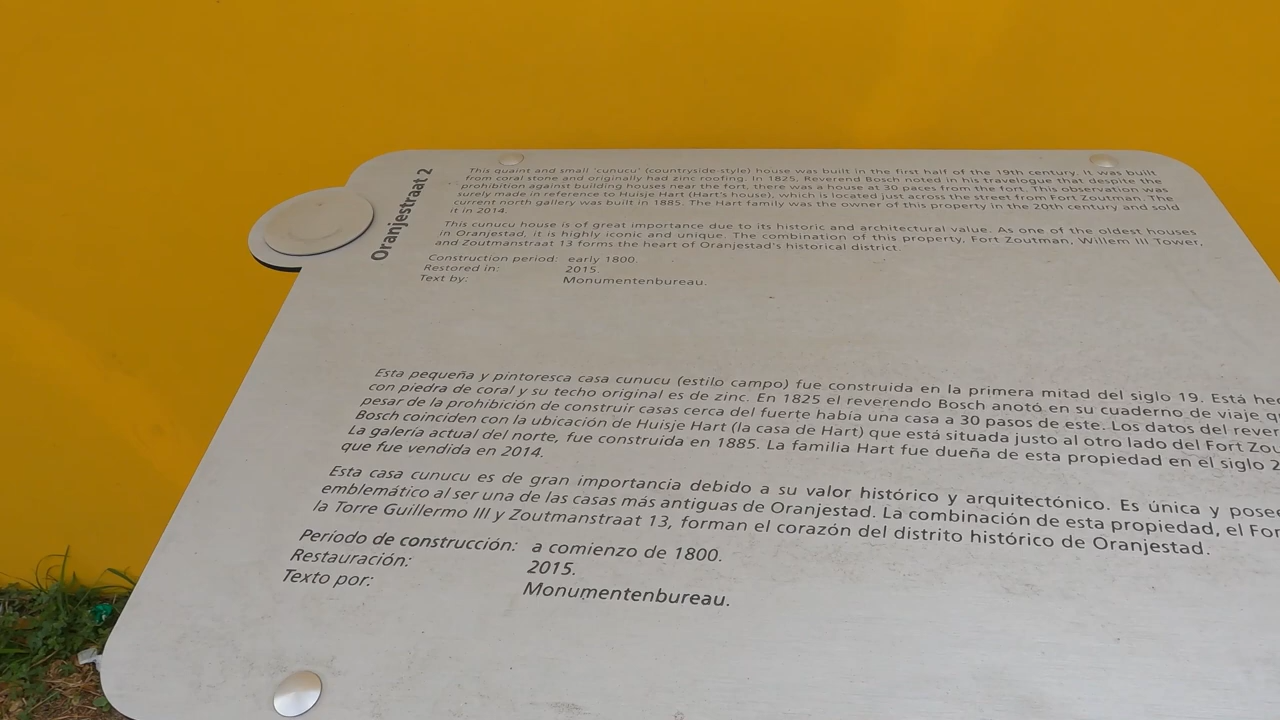 Oranjestraat 2
This quaint and small 'cunucu' (countryside-style) house was built in the first half of the 19th century. It was built
from coral stone and originally had zinc roofing. In 1825, Reverend Bosch noted in his travelogue that despite the
prohibition against building houses near the fort, there was a house at 30 paces from the fort. This observation was
surely made in reference to Huisje Hart (Hart's house), which is located just across the street from Fort Zoutman. The
current north gallery was built in 1885. The Hart family was the owner of this property in the 20th century and sold
it in 2014.
This cunucu house is of great importance due to its historic and architectural value. As one of the oldest houses
in Oranjestad, it is highly iconic and unique. The combination of this property, Fort Zoutman, Willem III Tower,
and Zoutmanstraat 13 forms the heart of Oranjestad's historical district.
Construction period: early 1800.
Restored in: 2015.
Text by: Monumentenbureau.
Esta pequeña y pintoresca casa cunucu (estilo campo) fue construida en la primera mitad del siglo 19. Está hec
con piedra de coral y su techo original es de zinc. En 1825 el reverendo Bosch anotó en su cuaderno de viaje q
pesar de la prohibición de construir casas cerca del fuerte había una casa a 30 pasos de este. Los datos del rever
Bosch coinciden con la ubicación de Huisje Hart (la casa de Hart) que está situada justo al otro lado del Fort Zou
La galería actual del norte, fue construida en 1885. La familia Hart fue dueña de esta propiedad en el siglo 2
que fue vendida en 2014.
Esta casa cunucu es de gran importancia debido a su valor histórico y arquitectónico. Es única y posee
emblemático al ser una de las casas más antiguas de Oranjestad. La combinación de esta propiedad, el For
la Torre Guillermo III y Zoutmanstraat 13, forman el corazón del distrito histórico de Oranjestad.
Periodo de construcción: a comienzo de 1800.
Restauración: 2015.
Texto por: Monumentenbureau.